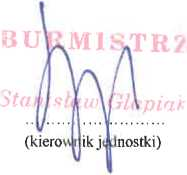 BURMISTRZ
Stanisław Glapiak
(kierownik jednostki)